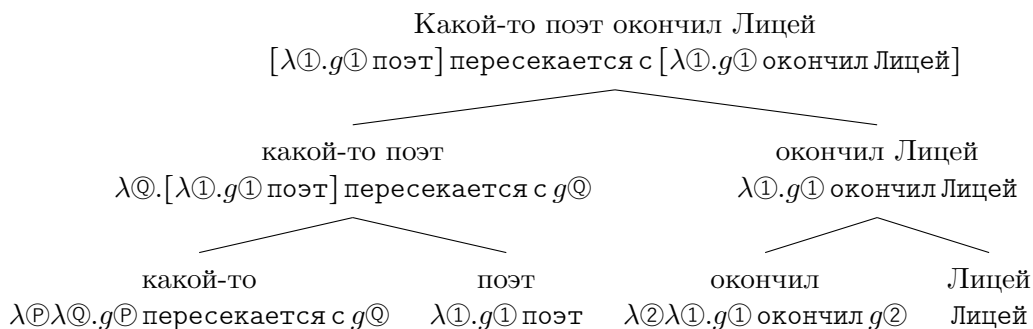 Какой-то поэт окончил Лицей
[λ①.g① поэт] пересекается с [λ①.g① окончил Лицей]
какой-то поэт окончил Лицей
λⓆ.[λ①.g① поэт] пересекается с gⓆ λ①.g① окончил Лицей
какой-то поэт окончил Лицей
λⓅλⓆ.gⓅ пересекается с gⓆ λ①.g① поэт λ②λ①.g① окончил g② Лицей